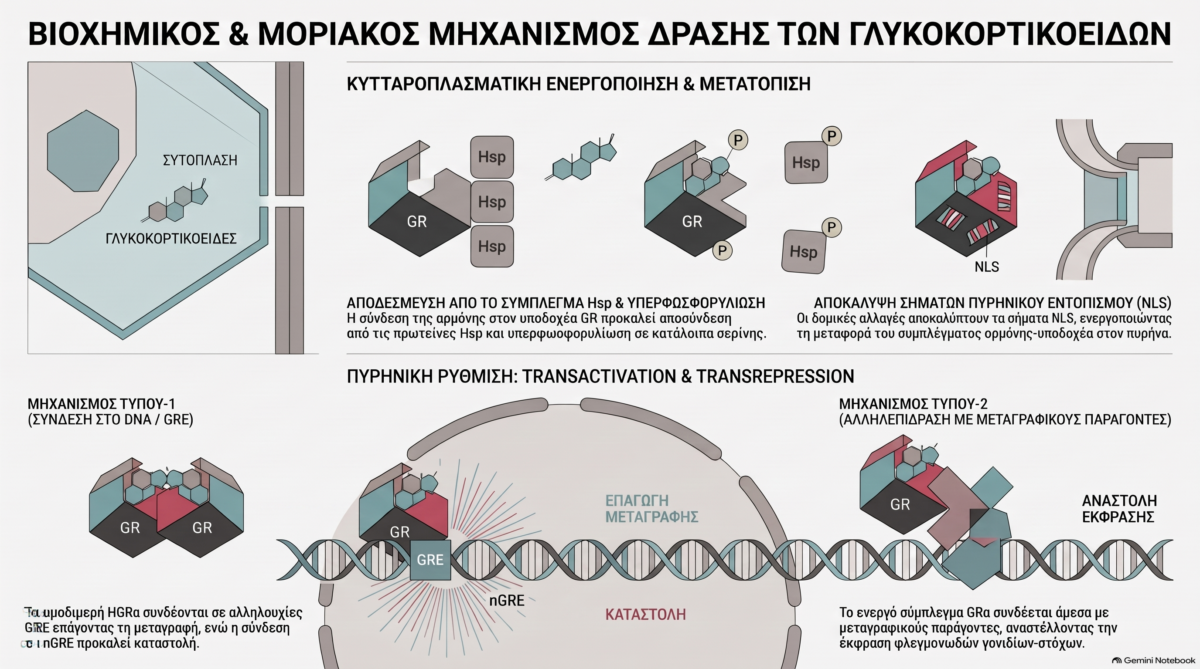 ΒΙΟΧΗΜΙΚΟΣ & ΜΟΡΙΑΚΟΣ ΜΗΧΑΝΙΣΜΟΣ ΔΡΑΣΗΣ ΤΩΝ ΓΛΥΚΟΚΟΡΤΙΚΟΕΙΔΩΝ
ΣΥΤΟΠΛΑΣΗ
ΓΛΥΚΟΚΟΡΤΙΚΟΕΙΔΕΣ
ΚΥΤΤΑΡΟΠΛΑΣΜΑΤΙΚΗ ΕΝΕΡΓΟΠΟΙΗΣΗ & ΜΕΤΑΤΟΠΙΣΗ
Hsp
Hsp
Hsp
GR
P
GR
P
P
Hsp
P
Hsp
NLS
ΑΠΟΔΕΣΜΕΥΣΗ ΑΠΟ ΤΟ ΣΥΜΠΛΕΓΜΑ Hsp & ΥΠΕΡΦΩΣΦΟΡΥΛΙΩΣΗ
Η σύνδεση της αρμόνης στον υποδοχέα GR προκαλεί αποσύνδεση
από τις πρωτείνες Hsp και υπερφωσφορυλίωση σε κατάλοιπα σερίνης.
ΑΠΟΚΑΛΥΨΗ ΣΗΜΑΤΩΝ ΠΥΡΗΝΙΚΟΥ ΕΝΤΟΠΙΣΜΟΥ (NLS)
Οι δομικές αλλαγές αποκαλύπτουν τα σήματα NLS, ενεργοποιώντας
τη μεταφορά του συμπλέγματος ορμόνης-υποδοχέα στον πυρήνα.
ΠΥΡΗΝΙΚΗ ΡΥΘΜΙΣΗ: TRANSACTIVATION & TRANSREPRESSION
ΜΗΧΑΝΙΣΜΟΣ ΤΥΠΟΥ-1
(ΣΥΝΔΕΣΗ ΣΤΟ DNA / GRE)
GR
GR
GR
GRE
nGRE
ΕΠΑΓΩΓΗ
ΜΕΤΑΓΡΑΦΗΣ
ΚΑΤΑΣΤΟΛΗ
Τα ομοδιμερή HGRa συνδέονται σε αλληλουχίες
GRE επάγοντας τη μεταγραφή, ενώ η σύνδεση
nGRE προκαλεί καταστολή.
ΜΗΧΑΝΙΣΜΟΣ ΤΥΠΟΥ-2
(ΑΛΛΗΛΕΠΙΔΡΑΣΗ ΜΕ ΜΕΤΑΓΡΑΦΙΚΟΥΣ ΠΑΡΑΓΟΝΤΕΣ)
GR
ΑΝΑΣΤΟΛΗ
ΕΚΦΡΑΣΗΣ
Το ενεργό σύμπλεγμα GRa συνδέεται άμεσα με
μεταγραφικούς παράγοντες, αναστέλλοντας την
έκφραση φλεγμονωδών γονιδίων-στόχων.
Gemini Notebook